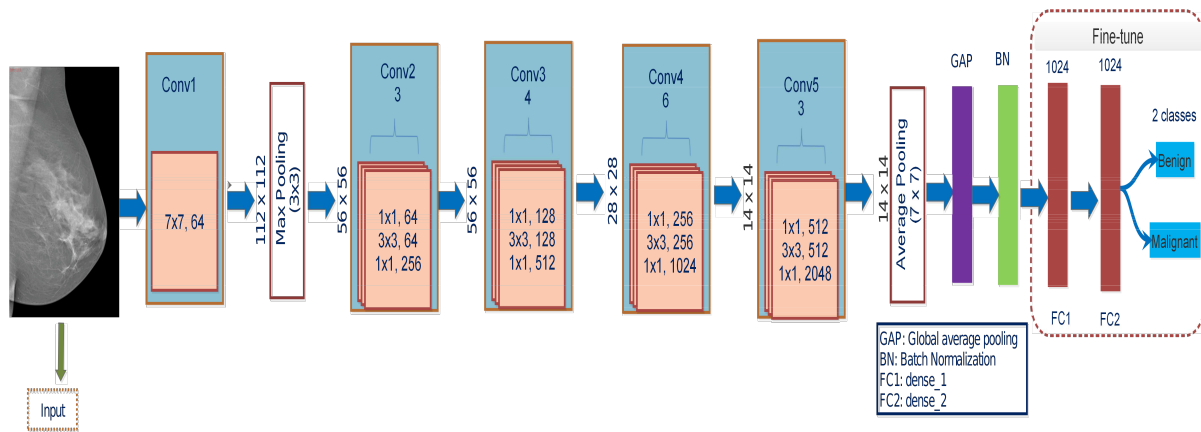 Input
Conv1
7x7, 64
112 × 112
Max Pooling
(3x3)
56 × 56
Conv2
3
1x1, 64
3x3, 64
1x1, 256
56 × 56
Conv3
4
1x1, 128
3x3, 128
1x1, 512
28 × 28
Conv4
6
1x1, 256
3x3, 256
1x1, 1024
14 × 14
Conv5
3
1x1, 512
3x3, 512
1x1, 2048
14 × 14
Average Pooling
(7 × 7)
GAP
BN
Fine-tune
1024
1024
FC1
FC2
2 classes
Benign
Malignant
GAP: Global average pooling
BN: Batch Normalization
FC1: dense_1
FC2: dense_2